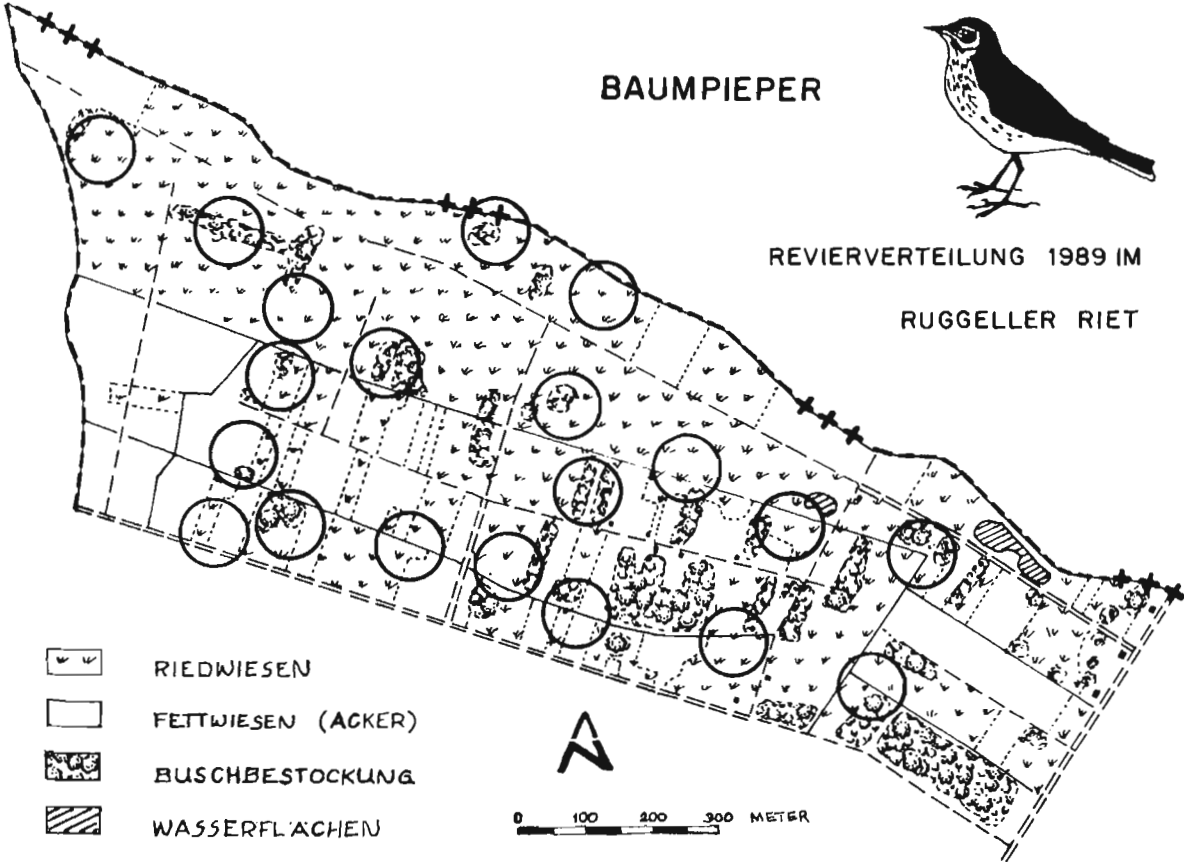 BAUMPIEPER
REVIERVERTEILUNG 1989 IM
RUGGELLER RIET
RIEDWIESEN
FETTWIESEN (ACKER)
BUSCHBESTOCKUNG
WASSERFLÄCHEN
N
0 100 200 300 METER